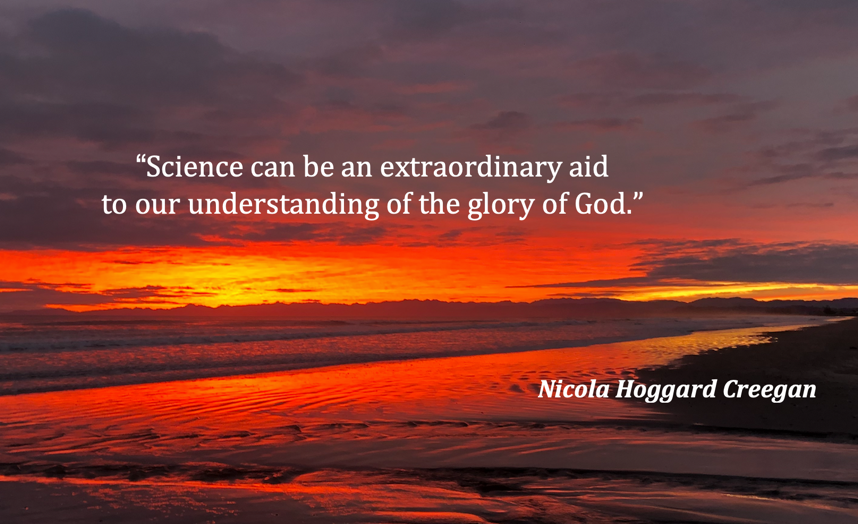 “Science can be an extraordinary aid
to our understanding of the glory of God.”
Nicola Hoggard Creegan